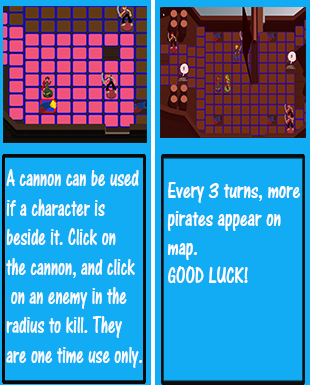 A cannon can be used
if a character is
beside it. Click on
the cannon, and click
on an enemy in the
radius to kill. They
are one time use only.
Every 3 turns, more
pirates appear on
map.
GOOD LUCK!